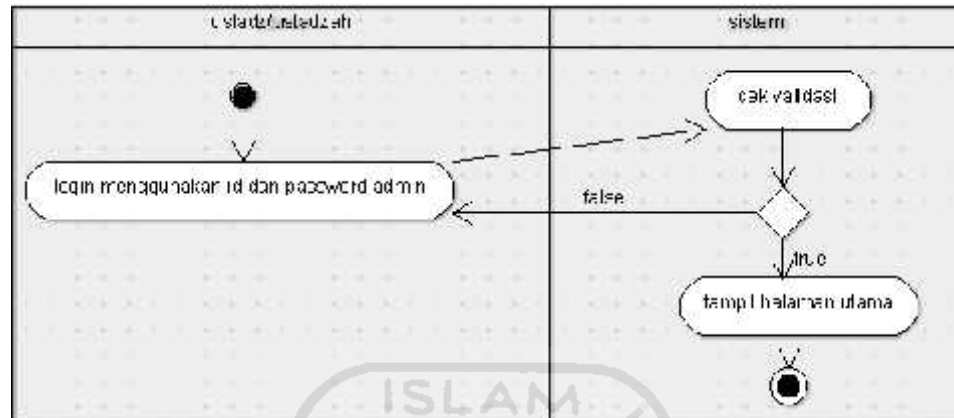 ustadz/ustadzah
sistem
cek validasi
login menggunakan id dan password admin
false
true
tampil halaman utama
ISLAM